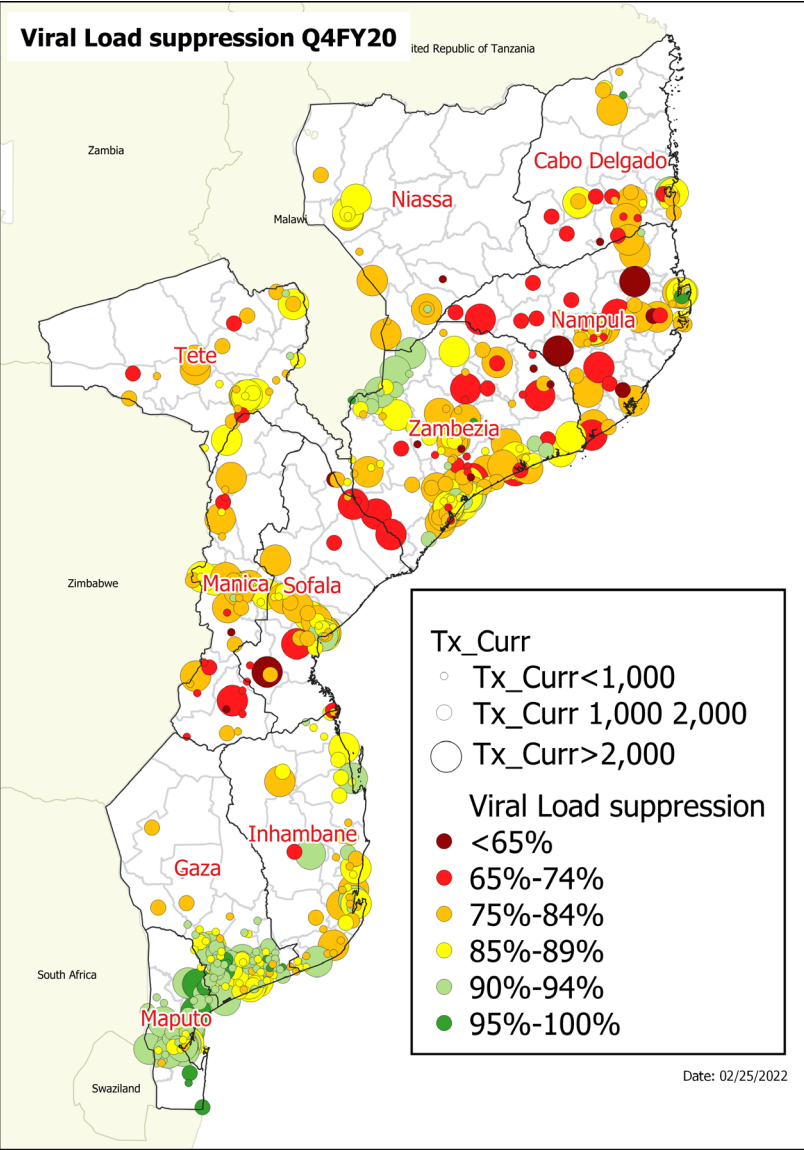 Viral Load suppression Q4FY20
ited Republic of Tanzania
Zambia
Cabo Delgado
Niassa
Malawi
Nampula
Tete
Zambezia
Zimbabwe
Manica
Sofala
Inhambane
Gaza
South Africa
Maputo
Swaziland
Tx_Curr
Tx_Curr<1,000
Tx_Curr 1,000 2,000
Tx_Curr>2,000
Viral Load suppression
<65%
65%-74%
75%-84%
85%-89%
90%-94%
95%-100%
Date: 02/25/2022